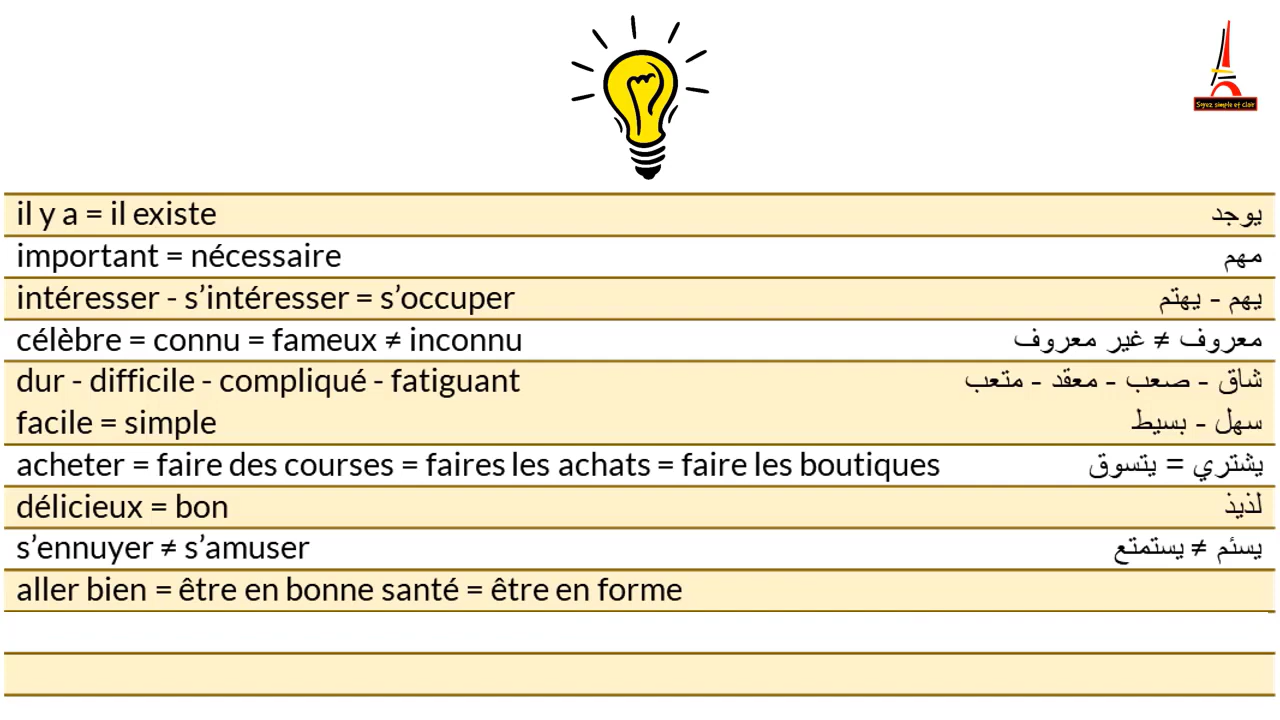 Soyez simple et clair
il y a = il existe يوجد
important = nécessaire مهم
intéresser - s’intéresser = s’occuper يهم - يهتم
célèbre = connu = fameux ≠ inconnu معروف ≠ غير معروف
dur - difficile - compliqué - fatiguant شاق - صعب - معقد - متعب
facile = simple سهل - بسيط
acheter = faire des courses = faires les achats = faire les boutiques يشتري = يتسوق
délicieux = bon لذيذ
s’ennuyer ≠ s’amuser يسئم ≠ يستمتع
aller bien = être en bonne santé = être en forme